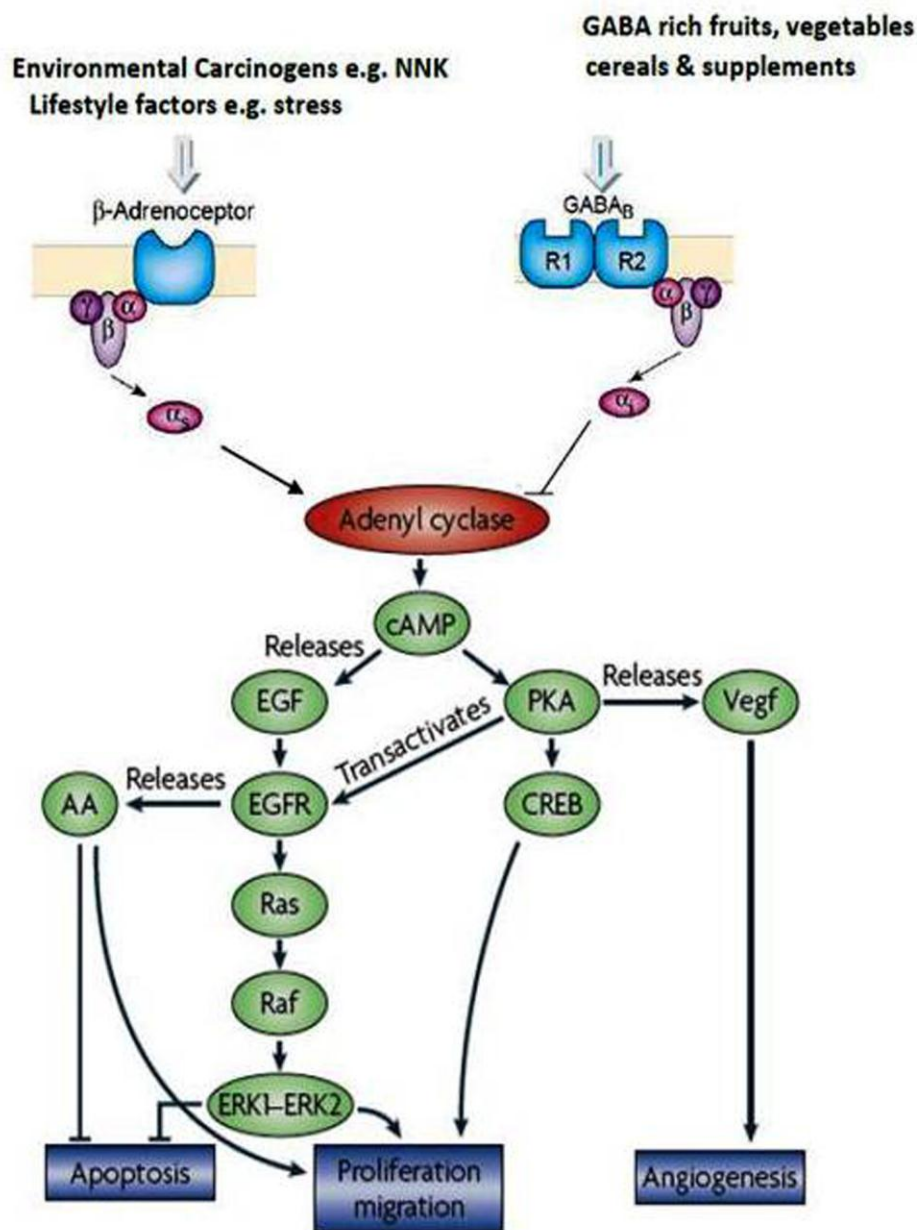 GABA rich fruits, vegetables
cereals & supplements
Environmental Carcinogens e.g. NNK
Lifestyle factors e.g. stress
β-Adrenoceptor
GABAB
R1
R2
γ
α
β
α
β
γ
αs
αi
Adenyl cyclase
cAMP
Releases
EGF
PKA
Releases
Vegf
Transactivates
AA
Releases
EGFR
CREB
Ras
Raf
ERK1–ERK2
Apoptosis
Proliferation
migration
Angiogenesis